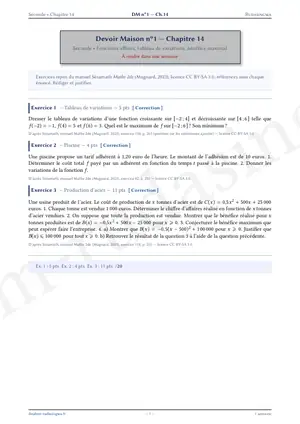 Seconde • Chapitre 14
DM n°1 — Ch.14
Devoir Maison n°1 — Chapitre 14
Seconde • Fonctions affines, tableau de variations, nombre maximal
À rendre dans une semaine
Exercice 1 — Tableau de variations — 5 pts [ Correction ]
Dresser le tableau de variations d'une fonction croissante sur [−2 ; 4] et décroissante sur [4 ; 6] telle que
f(−2) = −1, f(4) = 5 et f(6) = 3. Quel est le maximum de f sur [−2 ; 6] ? Son minimum ?
Exercice 2 — Piscine — 4 pts [ Correction ]
Une piscine propose un tarif adhérent à 1,20 euro de l'heure. Le montant de l'adhésion est de 10 euros. 1.
Déterminer le coût total f payé par un adhérent en fonction du temps t passé à la piscine. 2. Donner les
variations de la fonction f.
Exercice 3 — Production d'acier — 11 pts [ Correction ]
Une usine produit de l'acier. Le coût de production de x tonnes d'acier est de C(x) = 0,5x² + 500x + 25 000
euros. 1. Chaque tonne est vendue 1 000 euros. Déterminer le chiffre d'affaires réalisé en fonction de x tonnes
d'acier vendues. 2. On suppose que toute la production est vendue. Montrer que le bénéfice réalisé pour x
tonnes produites est de B(x) = −0,5x² + 500x − 25 000 pour x ⩾ 0. 3. Conjecturer le bénéfice maximum que
peut espérer faire l'entreprise. 4. a) Montrer que B(x) = −0,5(x − 500)² + 100 000 pour x ⩾ 0. Justifier que
B(x) ⩽ 100 000 pour tout x ⩾ 0. b) Retrouver le résultat de la question 3 à l'aide de la question précédente.
Ex. 1 : 5 pts Ex. 2 : 4 pts Ex. 3 : 11 pts /20
– 1 –